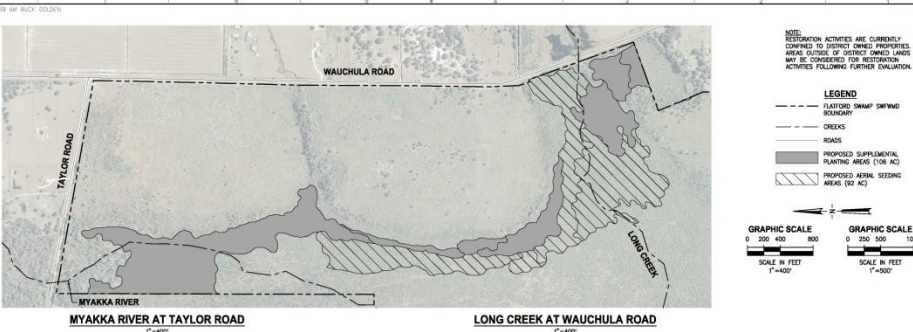 AM BUCK GOLDEN
WAUCHULA ROAD
TAYLOR ROAD
LONG CREEK
MYAKKA RIVER
MYAKKA RIVER AT TAYLOR ROAD
1"=400'
LONG CREEK AT WAUCHULA ROAD
1"=400'
NOTE:
RESTORATION ACTIVITIES ARE CURRENTLY
CONFINED TO DISTRICT OWNED PROPERTIES.
AREAS OUTSIDE OF DISTRICT OWNED LANDS
MAY BE CONSIDERED FOR RESTORATION
ACTIVITIES FOLLOWING FURTHER EVALUATION.
LEGEND
FLATFORD SWAMP SWFWMD
BOUNDARY
CREEKS
ROADS
PROPOSED SUPPLEMENTAL
PLANTING AREAS (106 AC)
PROPOSED AERIAL SEEDING
AREAS (92 AC)
N
GRAPHIC SCALE
0 200 400 800
SCALE IN FEET
1"=400'
GRAPHIC SCALE
0 250 500
SCALE IN FEET
1"=500'